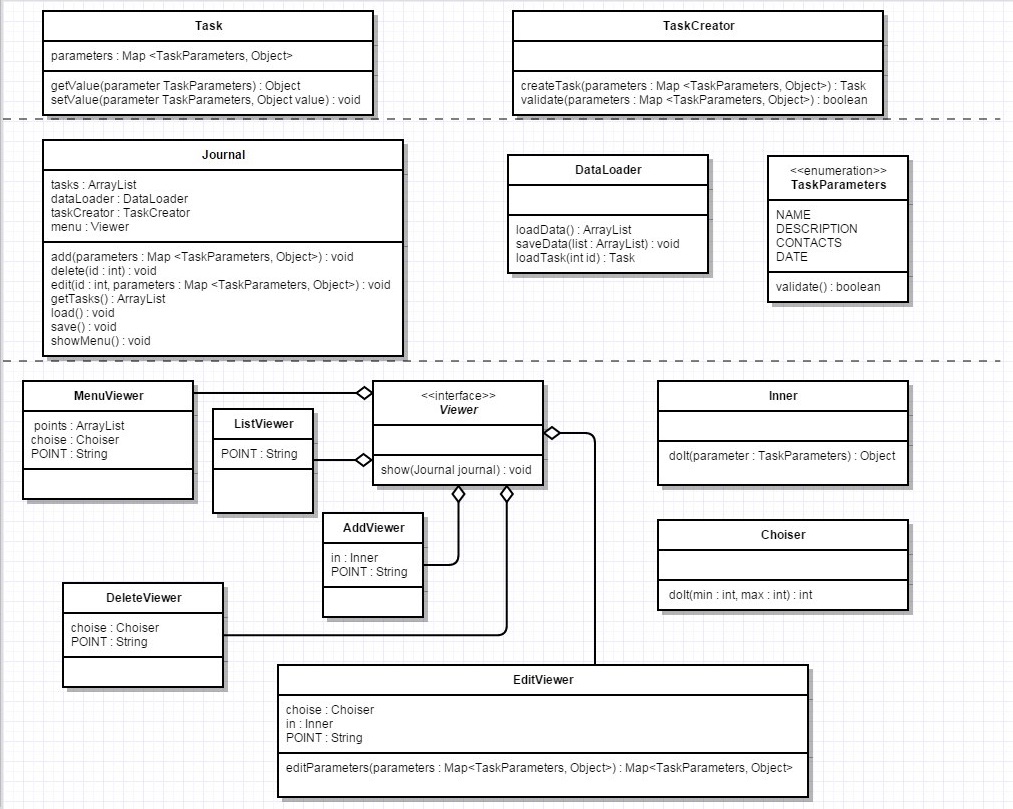 Task
parameters : Map <TaskParameters, Object>
getValue(parameter TaskParameters) : Object
setValue(parameter TaskParameters, Object value) : void
TaskCreator
createTask(parameters : Map <TaskParameters, Object>) : Task
validate(parameters : Map <TaskParameters, Object>) : boolean
Journal
tasks : ArrayList
dataLoader : DataLoader
taskCreator : TaskCreator
menu : Viewer
add(parameters : Map <TaskParameters, Object>) : void
delete(id : int) : void
edit(id : int, parameters : Map <TaskParameters, Object>) : void
getTasks() : ArrayList
load() : void
save() : void
showMenu() : void
DataLoader
loadData() : ArrayList
saveData(list : ArrayList) : void
loadTask(int id) : Task
<<enumeration>>
TaskParameters
NAME
DESCRIPTION
CONTACTS
DATE
validate() : boolean
MenuViewer
points : ArrayList
choise : Choiser
POINT : String
ListViewer
POINT : String
<<interface>>
Viewer
show(Journal journal) : void
Inner
doIt(parameter : TaskParameters) : Object
AddViewer
in : Inner
POINT : String
Choiser
doIt(min : int, max : int) : int
DeleteViewer
choise : Choiser
POINT : String
EditViewer
choise : Choiser
in : Inner
POINT : String
editParameters(parameters : Map<TaskParameters, Object>) : Map<TaskParameters, Object>